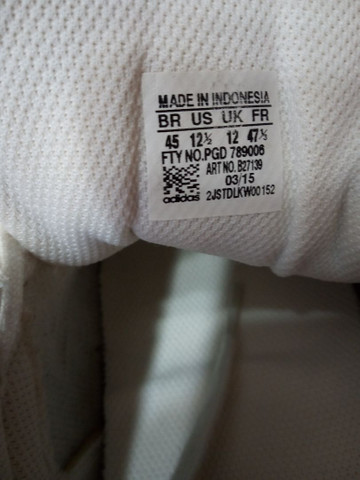 MADE IN INDONESIA
BR US UK FR
45 12½ 12 47½
FTY NO.PGD 789006
ART NO. B27139
03/15
adidas 2JSTDLKW00152